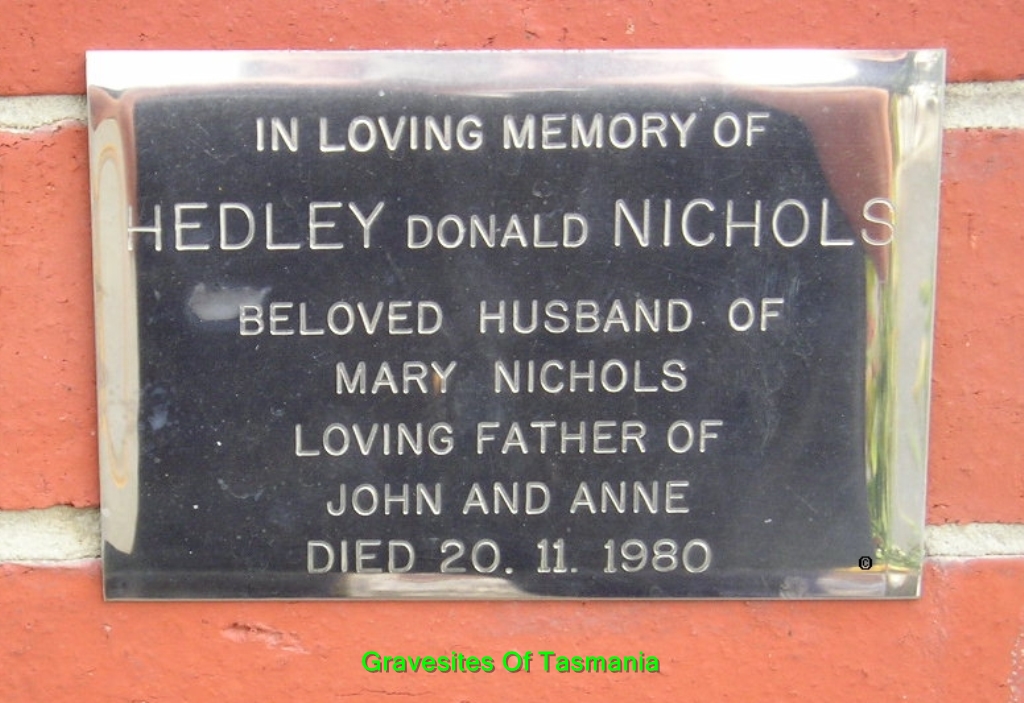 IN LOVING MEMORY OF
HEDLEY DONALD NICHOLS
BELOVED HUSBAND OF
MARY NICHOLS
LOVING FATHER OF
JOHN AND ANNE
DIED 20. 11. 1980
©
Gravesites Of Tasmania